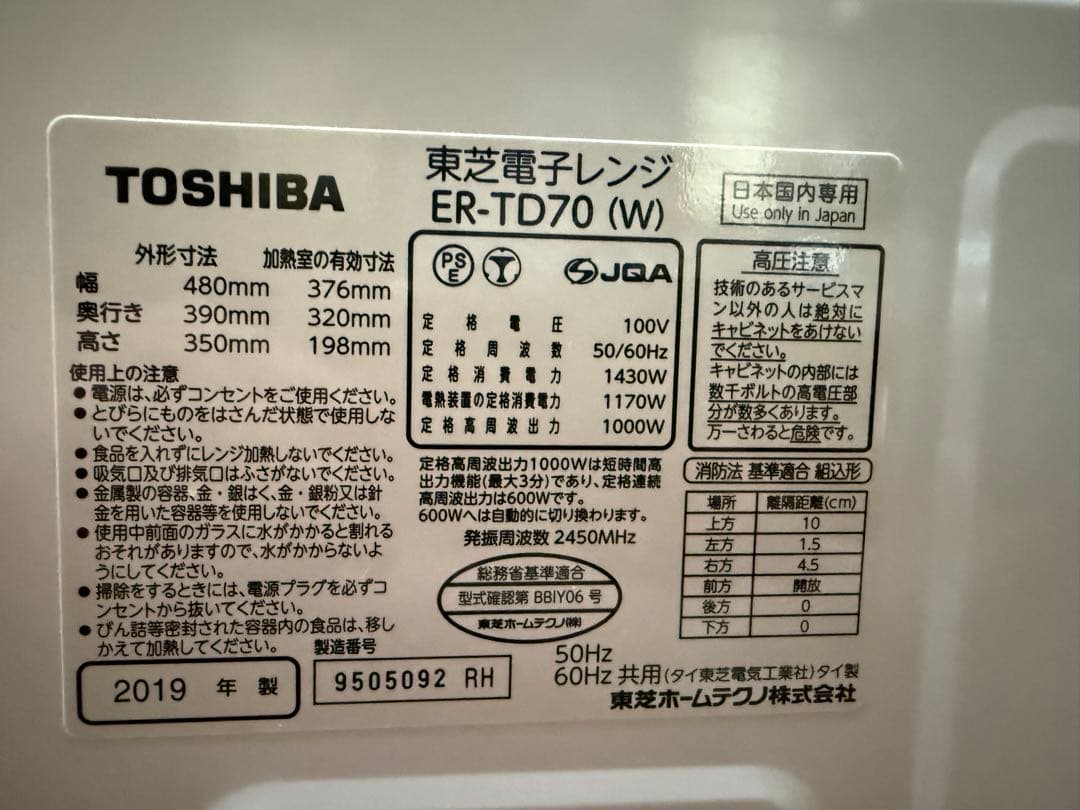 TOSHIBA
東芝電子レンジ
ER-TD70 (W)
日本国内専用
Use only in Japan
外形寸法 加熱室の有効寸法
幅 480mm 376mm
奥行き 390mm 320mm
高さ 350mm 198mm
使用上の注意
●電源は、必ずコンセントをご使用ください。
●とびらにものをはさんだ状態で使用しな
いでください。
●食品を入れずにレンジ加熱しないでください。
●吸気口及び排気口はふさがないでください。
●金属製の容器、金・銀はく、金・銀粉又は針
金を用いた容器等を使用しないでください。
●使用中前面のガラスに水がかかると割れる
おそれがありますので、水がかからないよ
うにしてください。
●掃除をするときには、電源プラグを必ずコ
ンセントから抜いてください。
●びん詰等密封された容器内の食品は、移し
かえて加熱してください。
PS
E
JQA
定格電圧 100V
定格周波数 50/60Hz
定格消費電力 1430W
電熱装置の定格消費電力 1170W
定格高周波出力 1000W
定格高周波出力1000Wは短時間高
出力機能(最大3分)であり、定格連続
高周波出力は600Wです。
600Wへは自動的に切り換わります。
発振周波数 2450MHz
総務省基準適合
型式確認第 BBIY06 号
東芝ホームテクノ(株)
高圧注意
技術のあるサービスマ
ン以外の人は絶対に
キャビネットをあけない
でください。
キャビネットの内部には
数千ボルトの高電圧部
分が数多くあります。
万一さわると危険です。
消防法 基準適合 組込形
場所 離隔距離(cm)
上方 10
左方 1.5
右方 4.5
前方 開放
後方 0
下方 0
2019 年 製
製造番号
9505092 RH
50Hz
60Hz 共用 (タイ東芝電気工業社)タイ製
東芝ホームテクノ株式会社